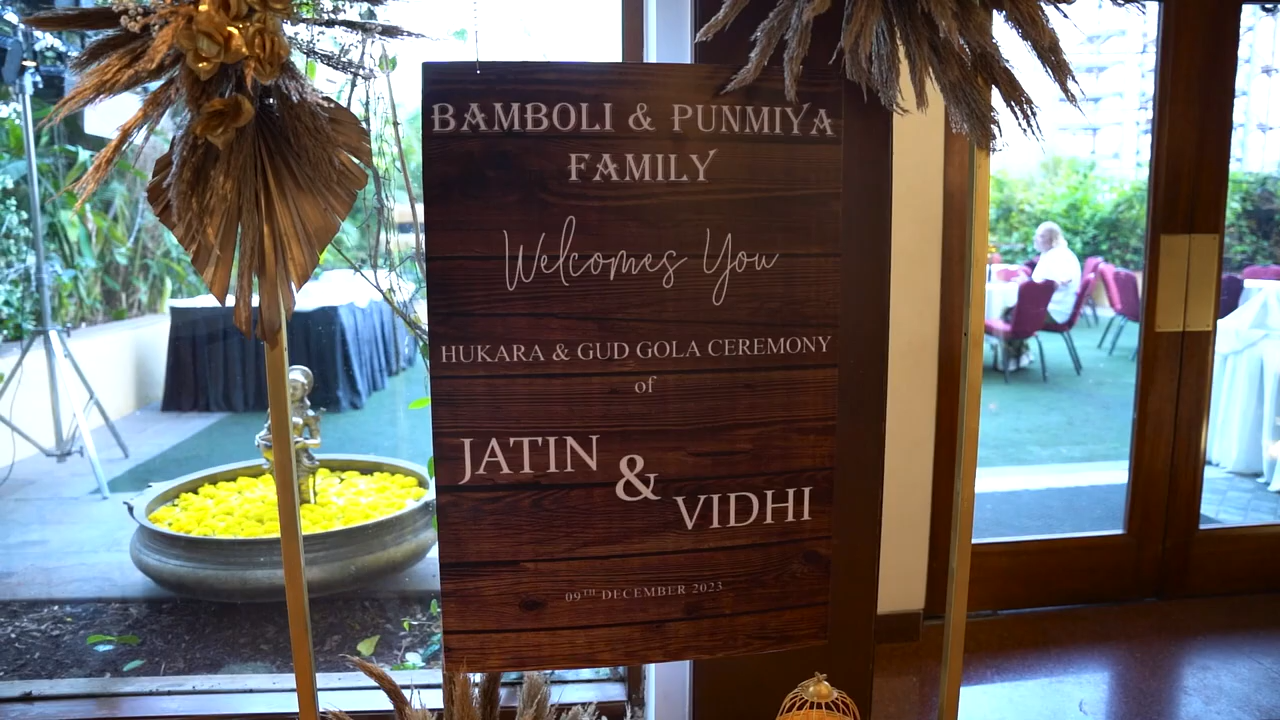 BAMBOLI & PUNMIYA
FAMILY
Welcomes You
HUKARA & GUD GOLA CEREMONY
of
JATIN
&
VIDHI
09TH DECEMBER 2023